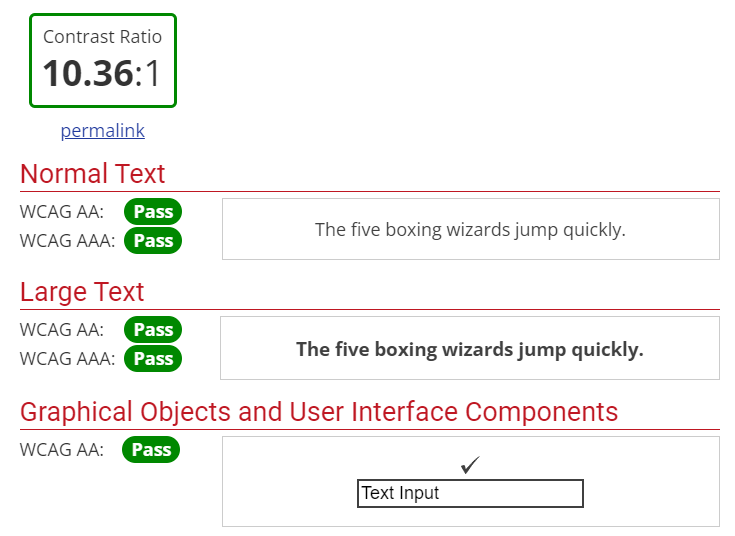 Contrast Ratio
10.36:1
permalink
Normal Text
WCAG AA: Pass
WCAG AAA: Pass
The five boxing wizards jump quickly.
Large Text
WCAG AA: Pass
WCAG AAA: Pass
The five boxing wizards jump quickly.
Graphical Objects and User Interface Components
WCAG AA: Pass
✓
Text Input